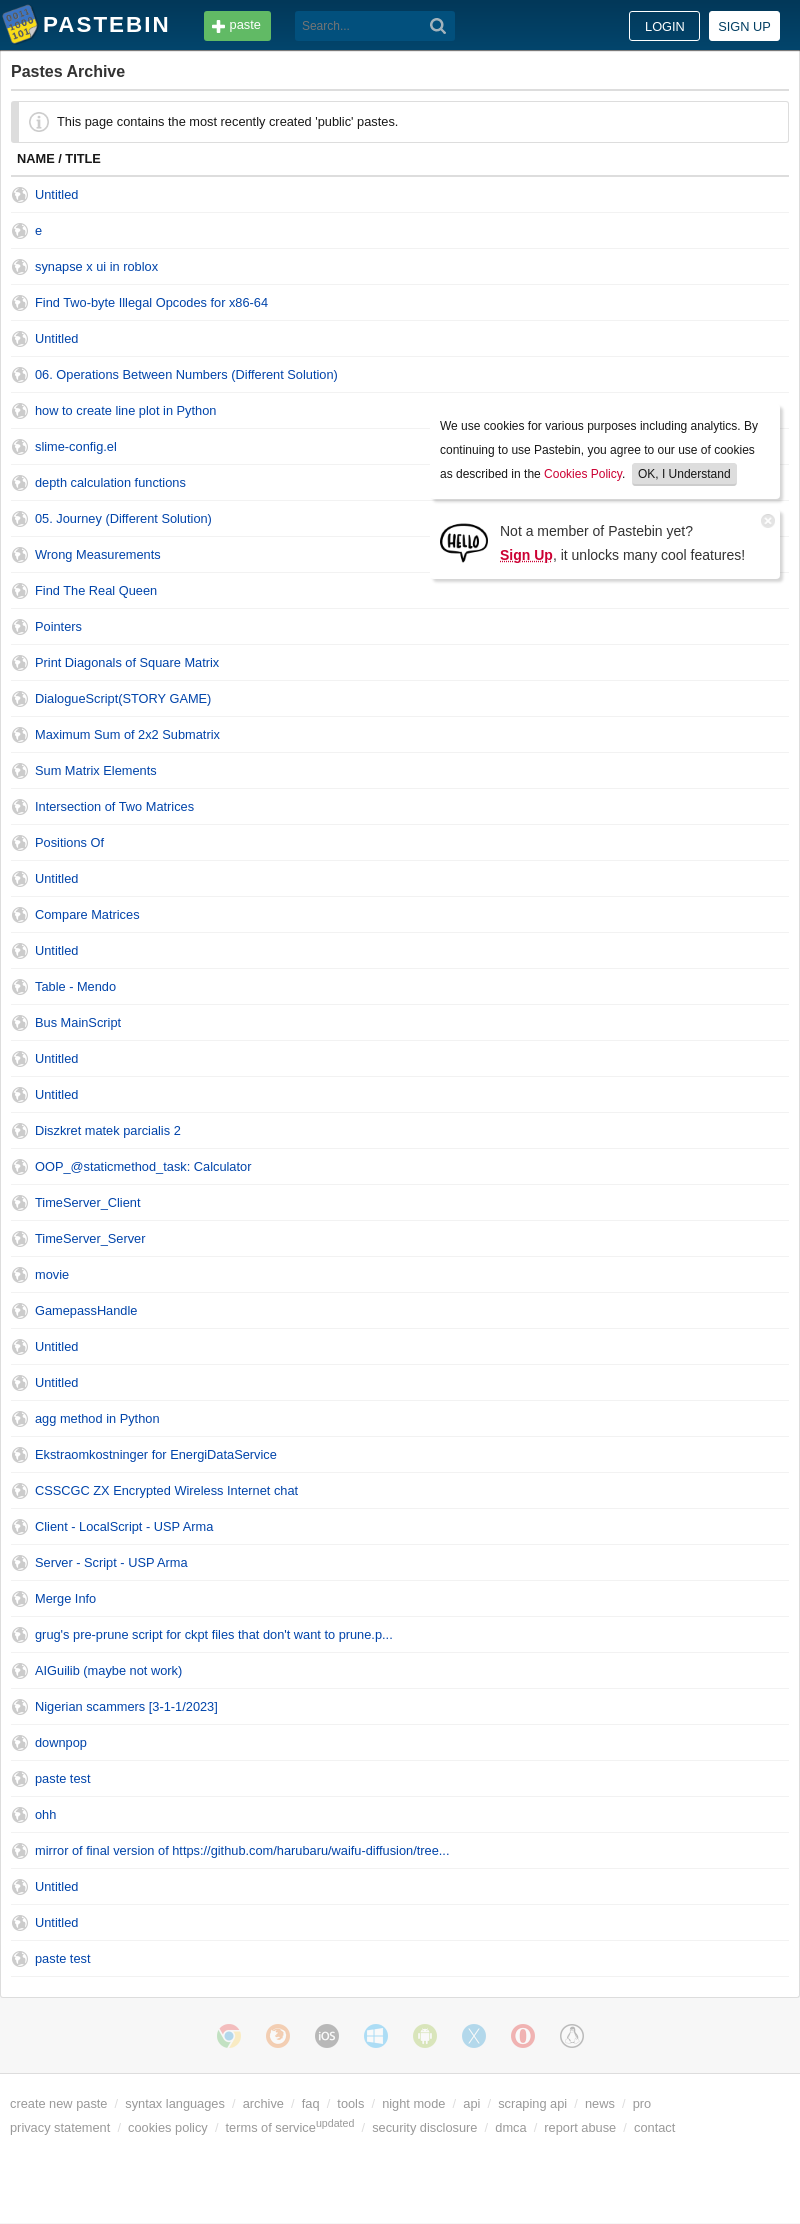 PASTEBIN
paste
Search...
LOGIN
SIGN UP
Pastes Archive
This page contains the most recently created 'public' pastes.
NAME / TITLE
Untitled
e
synapse x ui in roblox
Find Two-byte Illegal Opcodes for x86-64
Untitled
06. Operations Between Numbers (Different Solution)
how to create line plot in Python
slime-config.el
depth calculation functions
05. Journey (Different Solution)
Wrong Measurements
Find The Real Queen
We use cookies for various purposes including analytics. By
continuing to use Pastebin, you agree to our use of cookies
as described in the Cookies Policy. OK, I Understand
HELLO
Not a member of Pastebin yet?
Sign Up, it unlocks many cool features!
Pointers
Print Diagonals of Square Matrix
DialogueScript(STORY GAME)
Maximum Sum of 2x2 Submatrix
Sum Matrix Elements
Intersection of Two Matrices
Positions Of
Untitled
Compare Matrices
Untitled
Table - Mendo
Bus MainScript
Untitled
Untitled
Diszkret matek parcialis 2
OOP_@staticmethod_task: Calculator
TimeServer_Client
TimeServer_Server
movie
GamepassHandle
Untitled
Untitled
agg method in Python
Ekstraomkostninger for EnergiDataService
CSSCGC ZX Encrypted Wireless Internet chat
Client - LocalScript - USP Arma
Server - Script - USP Arma
Merge Info
grug's pre-prune script for ckpt files that don't want to prune.p...
AIGuilib (maybe not work)
Nigerian scammers [3-1-1/2023]
downpop
paste test
ohh
mirror of final version of https://github.com/harubaru/waifu-diffusion/tree...
Untitled
Untitled
paste test
iOS
create new paste / syntax languages / archive / faq / tools / night mode / api / scraping api / news / pro
privacy statement / cookies policy / terms of service updated / security disclosure / dmca / report abuse / contact